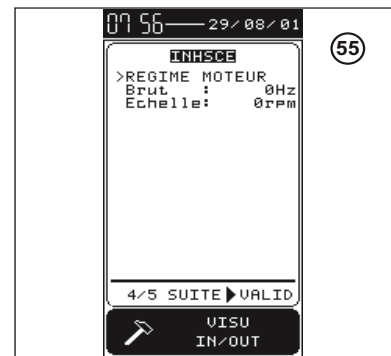 07 56 29/08/01
55
INHSCE
>REGIME MOTEUR
Brut : 0Hz
Echelle: 0rpm
4/5 SUITE▶VALID
VISU
IN/OUT